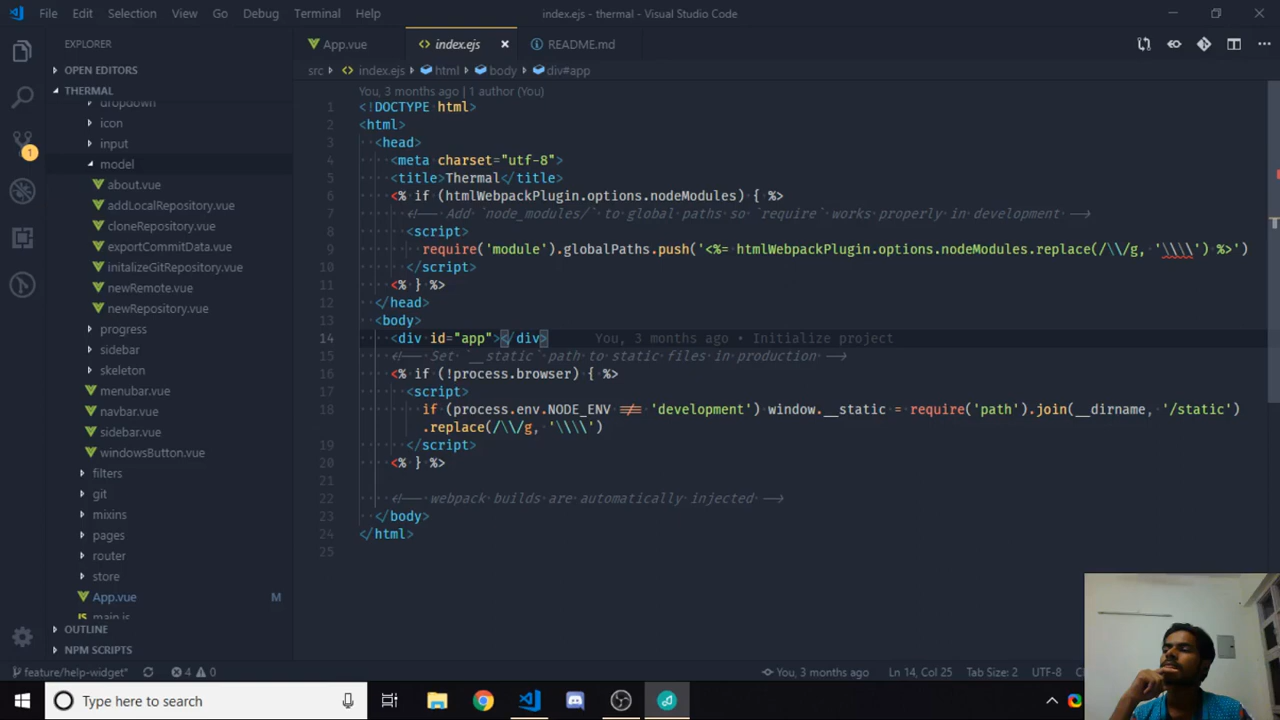 File Edit Selection View Go Debug Terminal Help
index.ejs - thermal - Visual Studio Code
EXPLORER
OPEN EDITORS
THERMAL
dropdown
icon
input
model
about.vue
addLocalRepository.vue
cloneRepository.vue
exportCommitData.vue
initalizeGitRepository.vue
newRemote.vue
newRepository.vue
progress
sidebar
skeleton
menubar.vue
navbar.vue
sidebar.vue
windowsButton.vue
filters
git
mixins
pages
router
store
App.vue M
main.js
OUTLINE
NPM SCRIPTS
App.vue <> index.ejs × README.md
src <> index.ejs html body div#app
You, 3 months ago | 1 author (You)
1 <!DOCTYPE html>
2 <html>
3 <head>
4 <meta charset="utf-8">
5 <title>Thermal</title>
6 <% if (htmlWebpackPlugin.options.nodeModules) { %>
7 <!-- Add `node_modules/` to global paths so `require` works properly in development -->
8 <script>
9 require('module').globalPaths.push('<%= htmlWebpackPlugin.options.nodeModules.replace(/\\/g, '\\\\') %>')
10 </script>
11 <% } %>
12 </head>
13 <body>
14 <div id="app"></div> You, 3 months ago • Initialize project
15 <!-- Set `__static` path to static files in production -->
16 <% if (!process.browser) { %>
17 <script>
18 if (process.env.NODE_ENV !== 'development') window.__static = require('path').join(__dirname, '/static')
.replace(/\\/g, '\\\\')
19 </script>
20 <% } %>
21
22 <!-- webpack builds are automatically injected -->
23 </body>
24 </html>
25
feature/help-widget* 4 0 You, 3 months ago Ln 14, Col 25 Tab Size: 2 UTF-8
1
Type here to search